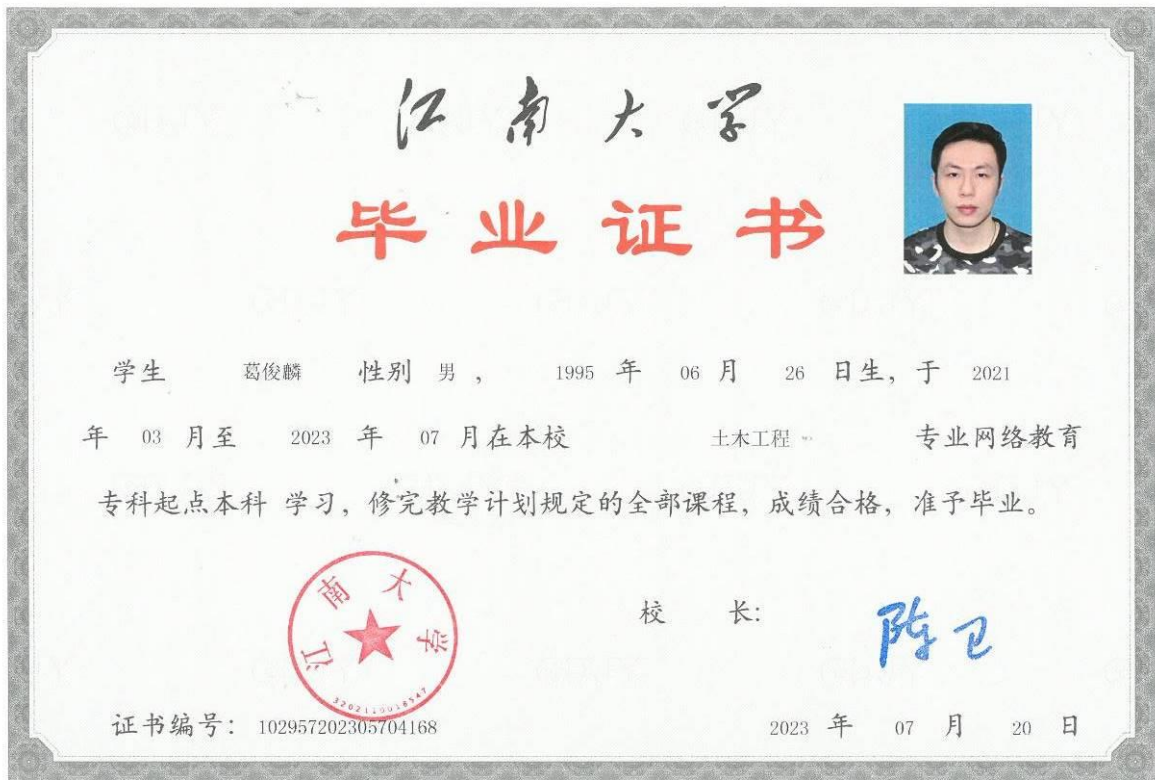 江南大学
毕业证书
学生 葛俊麟 性别 男 ， 1995 年 06 月 26 日生，于 2021
年 03 月至 2023 年 07 月在本校 土木工程 专业网络教育
专科起点本科 学习，修完教学计划规定的全部课程，成绩合格，准予毕业。
江南大学
3202110018547
校 长： 陈卫
证书编号： 102957202305704168 2023 年 07 月 20 日